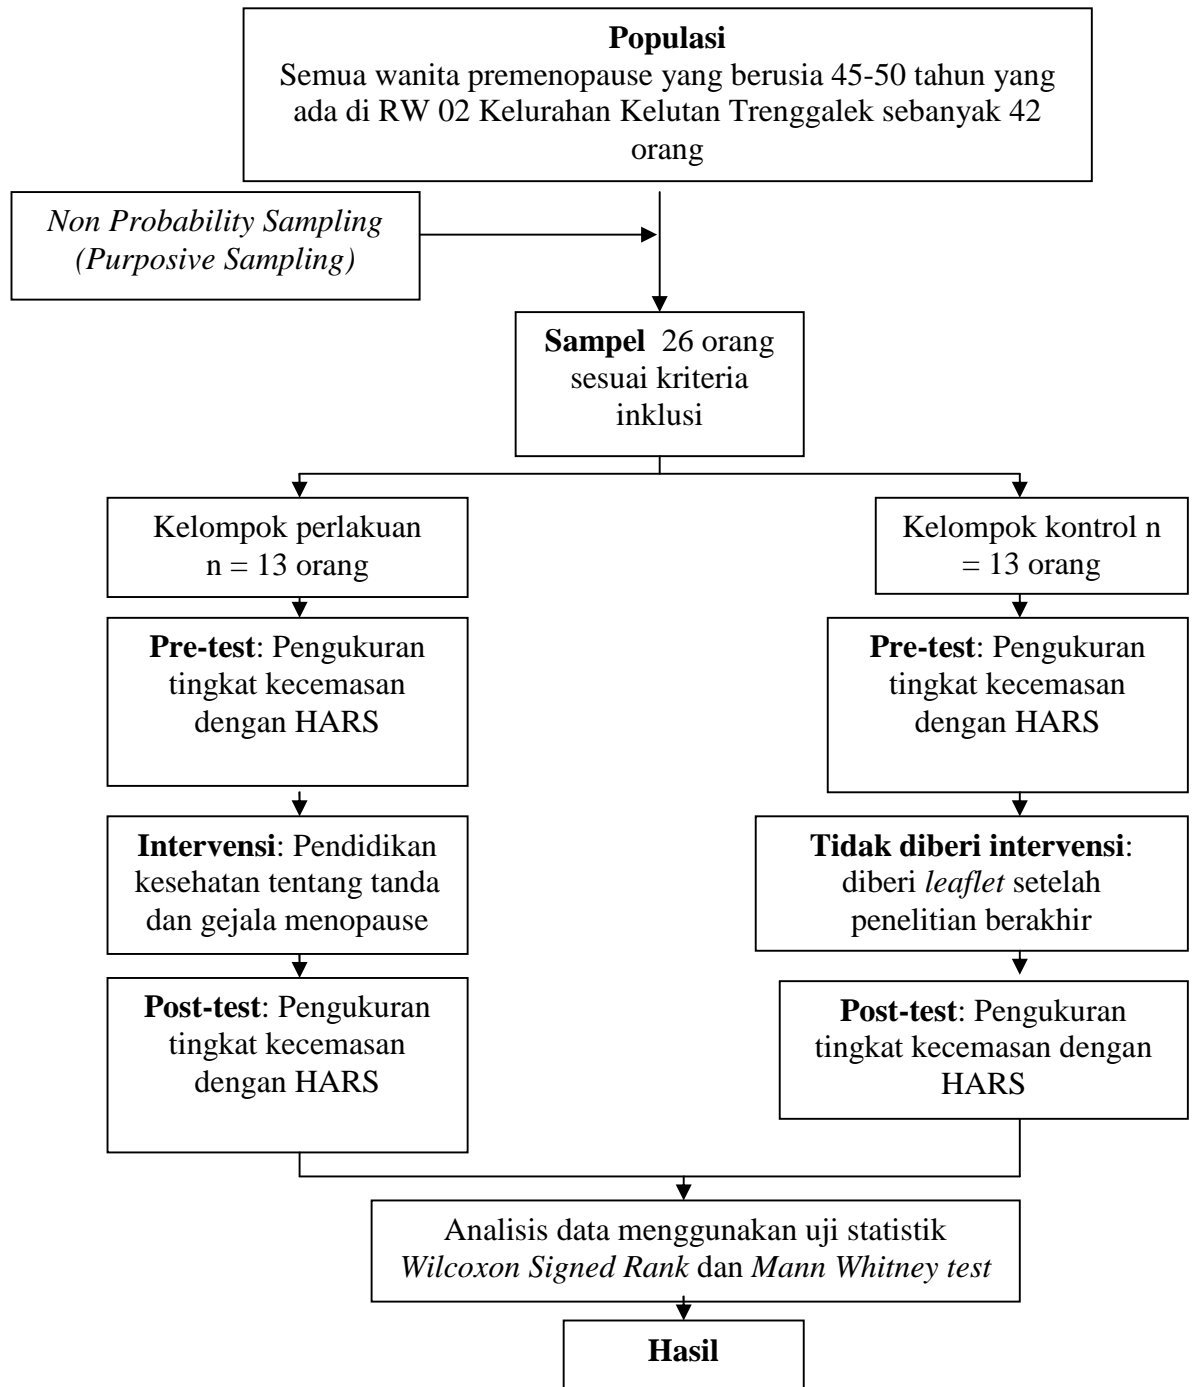 Populasi
Semua wanita premenopause yang berusia 45-50 tahun yang
ada di RW 02 Kelurahan Kelutan Trenggalek sebanyak 42
orang
Non Probability Sampling
(Purposive Sampling)
Sampel 26 orang
sesuai kriteria
inklusi
Kelompok perlakuan
n = 13 orang
Kelompok kontrol n
= 13 orang
Pre-test: Pengukuran
tingkat kecemasan
dengan HARS
Pre-test: Pengukuran
tingkat kecemasan
dengan HARS
Intervensi: Pendidikan
kesehatan tentang tanda
dan gejala menopause
Tidak diberi intervensi:
diberi leaflet setelah
penelitian berakhir
Post-test: Pengukuran
tingkat kecemasan
dengan HARS
Post-test: Pengukuran
tingkat kecemasan dengan
HARS
Analisis data menggunakan uji statistik
Wilcoxon Signed Rank dan Mann Whitney test
Hasil